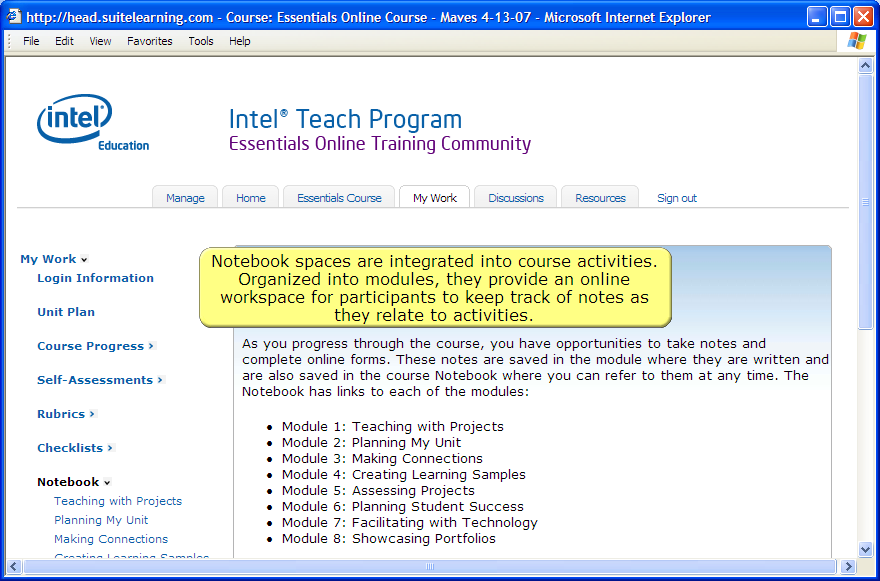 http://head.suitelearning.com - Course: Essentials Online Course - Maves 4-13-07 - Microsoft Internet Explorer
File Edit View Favorites Tools Help
intel®
Education
Intel® Teach Program
Essentials Online Training Community
Manage Home Essentials Course My Work Discussions Resources Sign out
My Work
Login Information
Unit Plan
Course Progress
Self-Assessments
Rubrics
Checklists
Notebook
Teaching with Projects
Planning My Unit
Making Connections
Creating Learning Samples
Notebook spaces are integrated into course activities.
Organized into modules, they provide an online
workspace for participants to keep track of notes as
they relate to activities.
As you progress through the course, you have opportunities to take notes and
complete online forms. These notes are saved in the module where they are written and
are also saved in the course Notebook where you can refer to them at any time. The
Notebook has links to each of the modules:
• Module 1: Teaching with Projects
• Module 2: Planning My Unit
• Module 3: Making Connections
• Module 4: Creating Learning Samples
• Module 5: Assessing Projects
• Module 6: Planning Student Success
• Module 7: Facilitating with Technology
• Module 8: Showcasing Portfolios